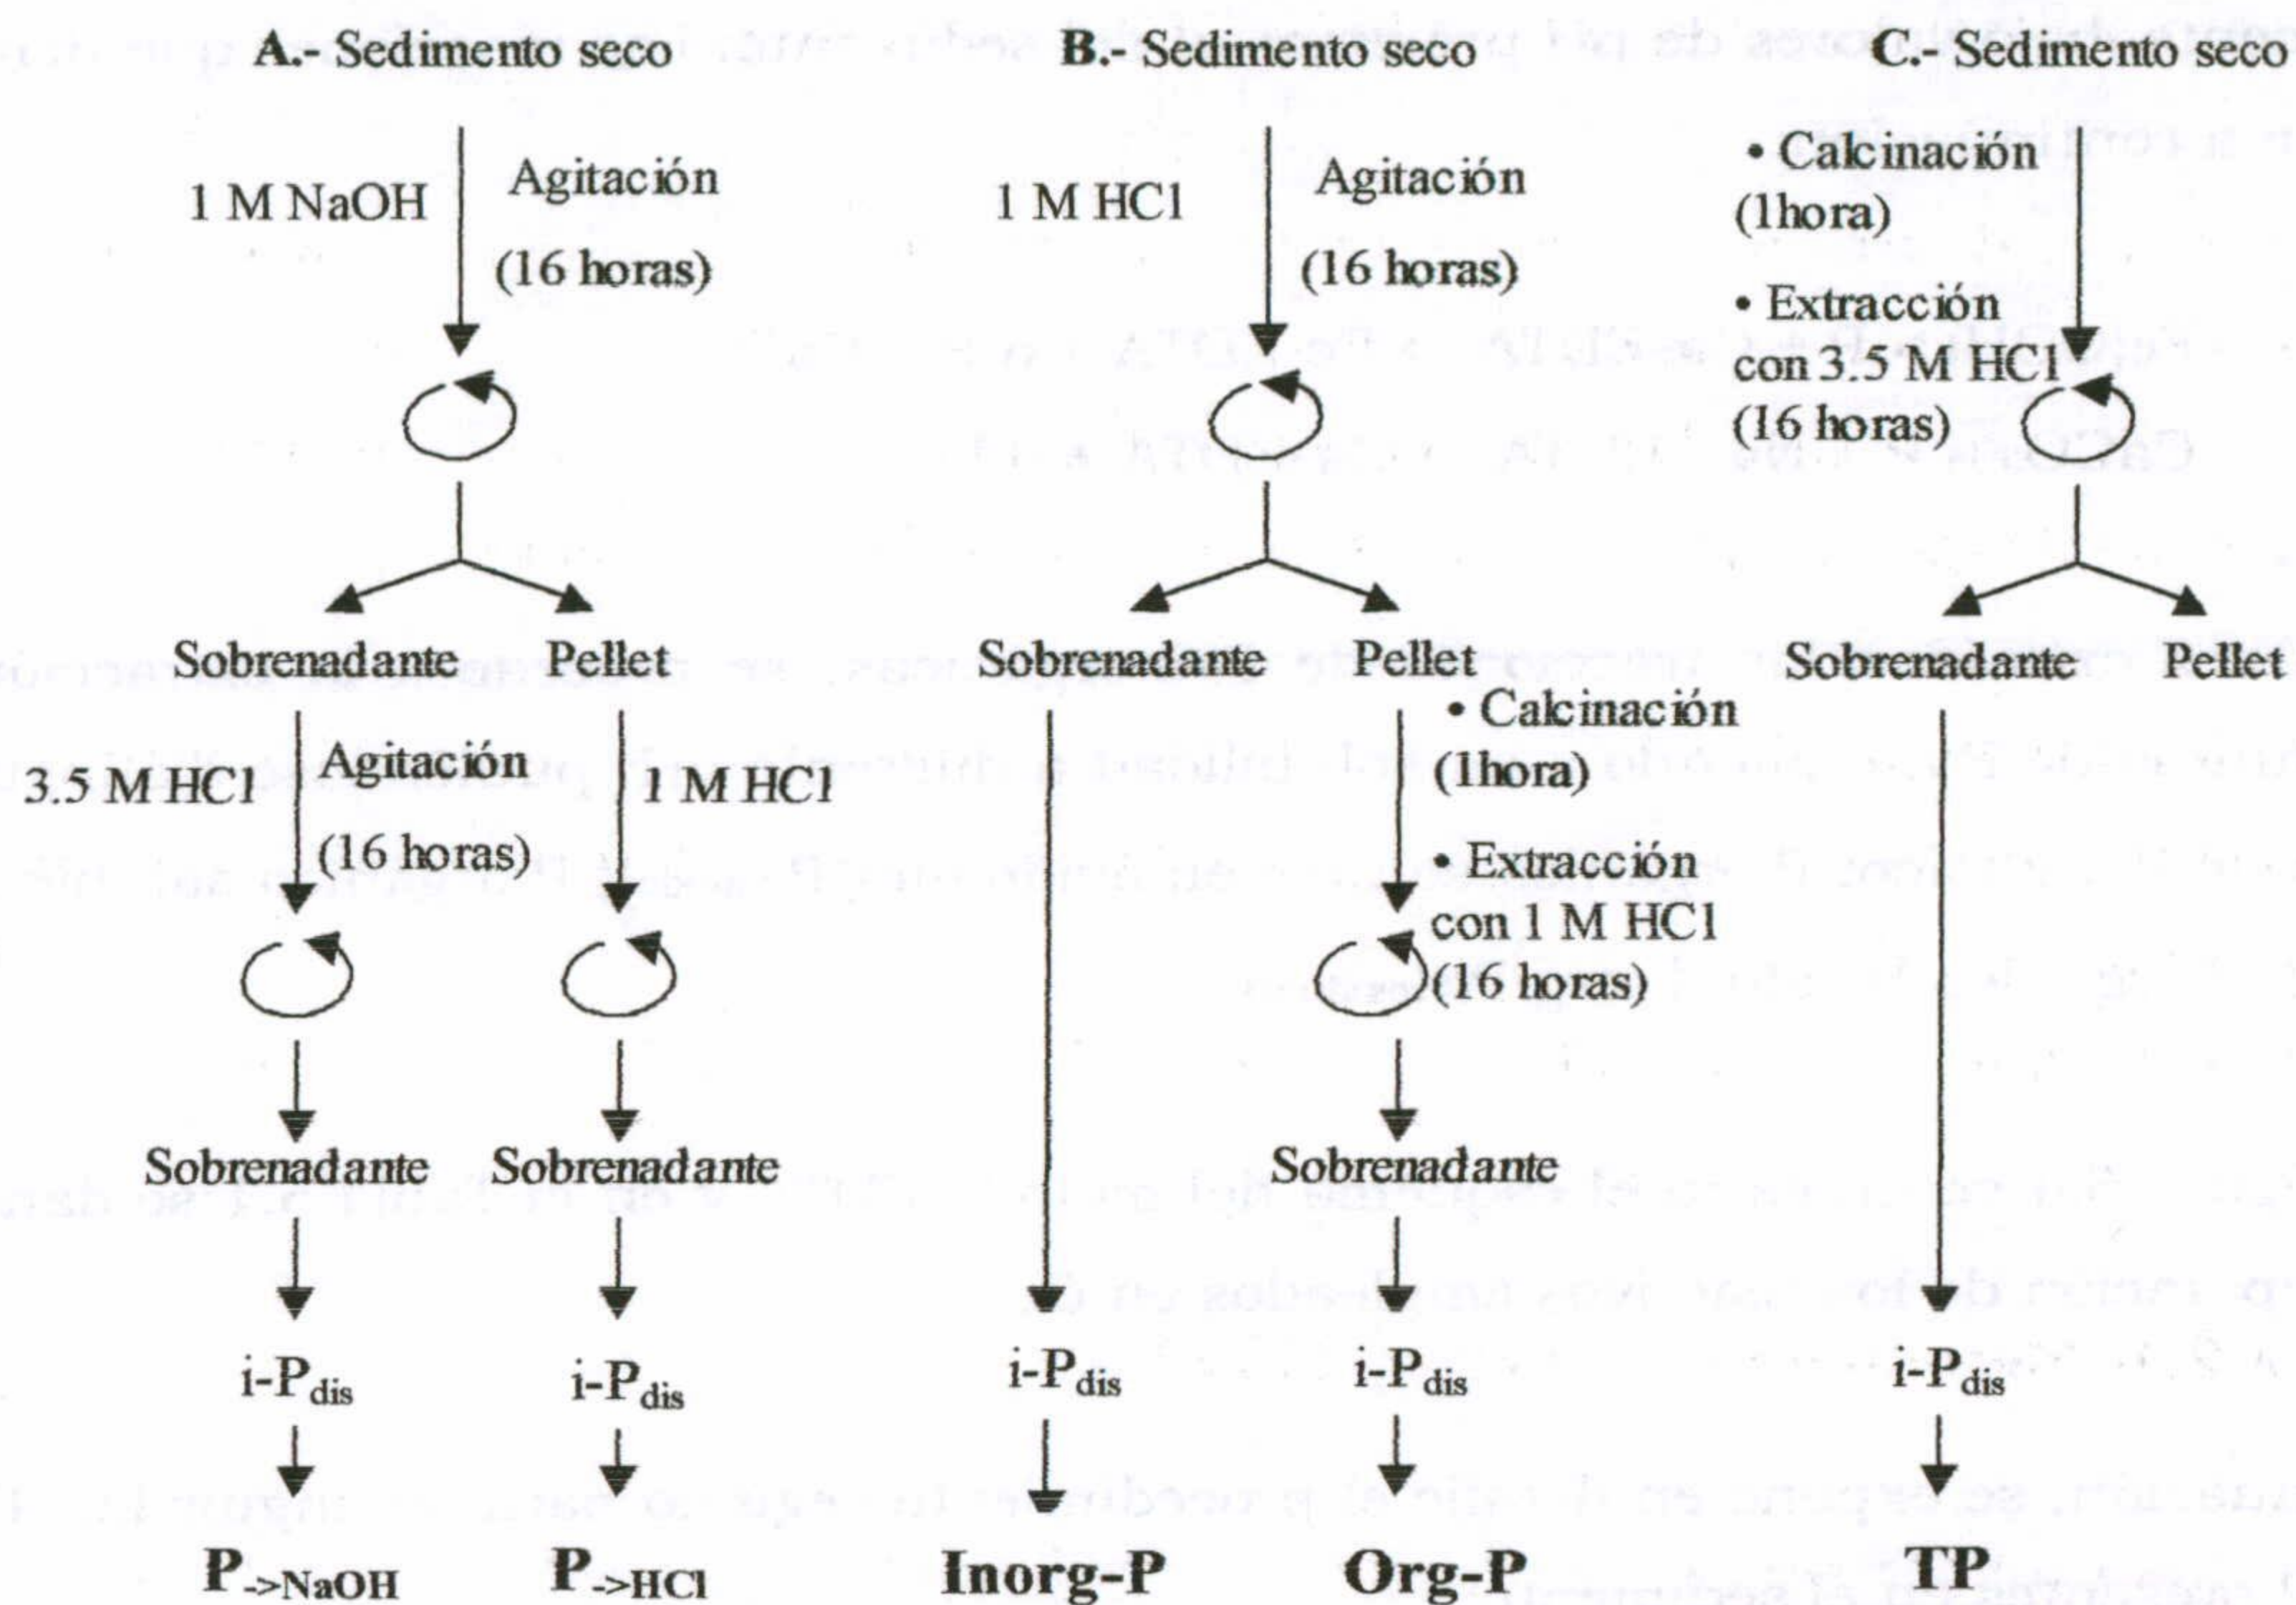 A.- Sedimento seco
1 M NaOH
Agitación
(16 horas)
Sobrenadante
Pellet
3.5 M HCl
Agitación
(16 horas)
1 M HCl
Sobrenadante
Sobrenadante
i-Pdis
i-Pdis
P->NaOH
P->HCl
B.- Sedimento seco
1 M HCl
Agitación
(16 horas)
Sobrenadante
Pellet
• Calcinación
(1hora)
• Extracción
con 1 M HCl
(16 horas)
Sobrenadante
i-Pdis
i-Pdis
Inorg-P
Org-P
C.- Sedimento seco
• Calcinación
(1hora)
• Extracción
con 3.5 M HCl
(16 horas)
Sobrenadante
Pellet
i-Pdis
TP